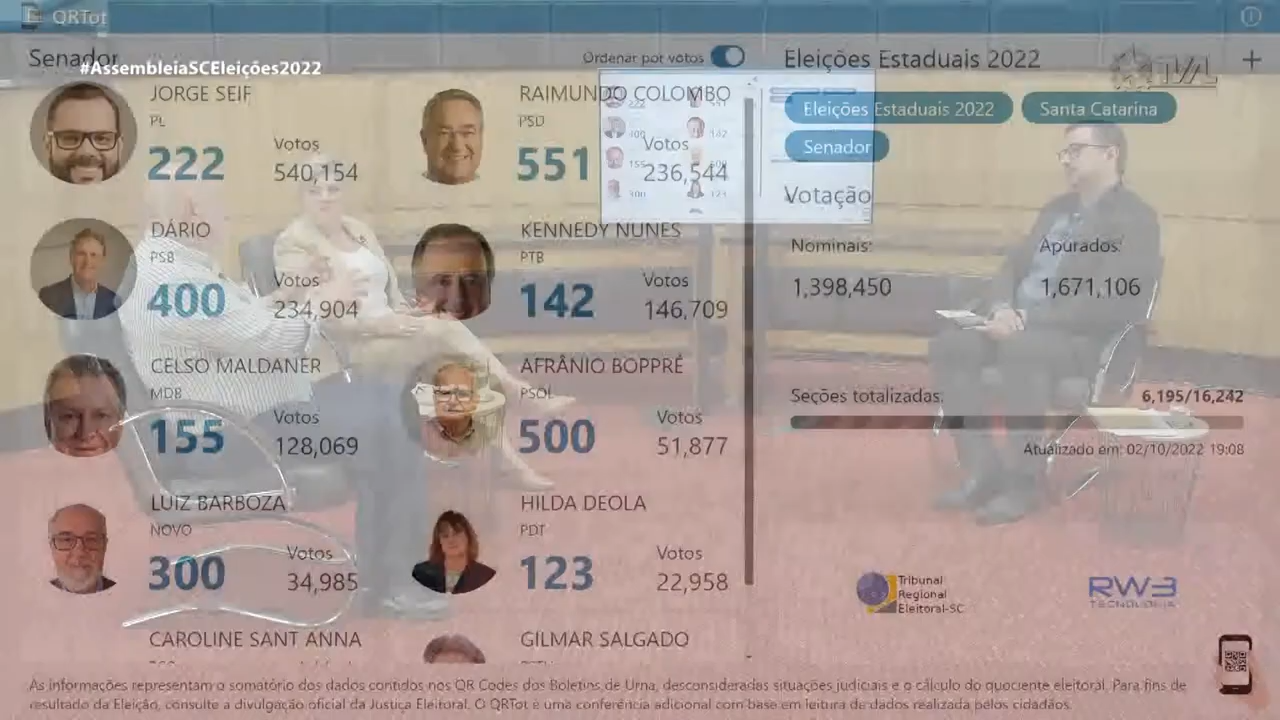 QRTot
Senador
#AssembleiaSCEleições2022
Ordenar por votos
Eleições Estaduais 2022
TVAL
JORGE SEIF
PL
222
Votos
540,154
RAIMUNDO COLOMBO
PSD
551
Votos
236,544
Eleições Estaduais 2022
Santa Catarina
Senador
Votação
DÁRIO
PSB
400
Votos
234,904
KENNEDY NUNES
PTB
142
Votos
146,709
Nominais:
1,398,450
Apurados:
1,671,106
CELSO MALDANER
MDB
155
Votos
128,069
AFRÂNIO BOPPRÉ
PSOL
500
Votos
51,877
Seções totalizadas:
6,195/16,242
Atualizado em: 02/10/2022 19:08
LUIZ BARBOZA
NOVO
300
Votos
34,985
HILDA DEOLA
PDT
123
Votos
22,958
Tribunal
Regional
Eleitoral-SC
RW3
TECNOLOGIA
CAROLINE SANT ANNA
GILMAR SALGADO
As informações representam o somatório dos dados contidos nos QR Codes dos Boletins de Urna, desconsideradas situações judiciais e o cálculo do quociente eleitoral. Para fins de
resultado da Eleição, consulte a divulgação oficial da Justiça Eleitoral. O QRTot é uma conferência adicional com base em leitura de dados realizada pelos cidadãos.